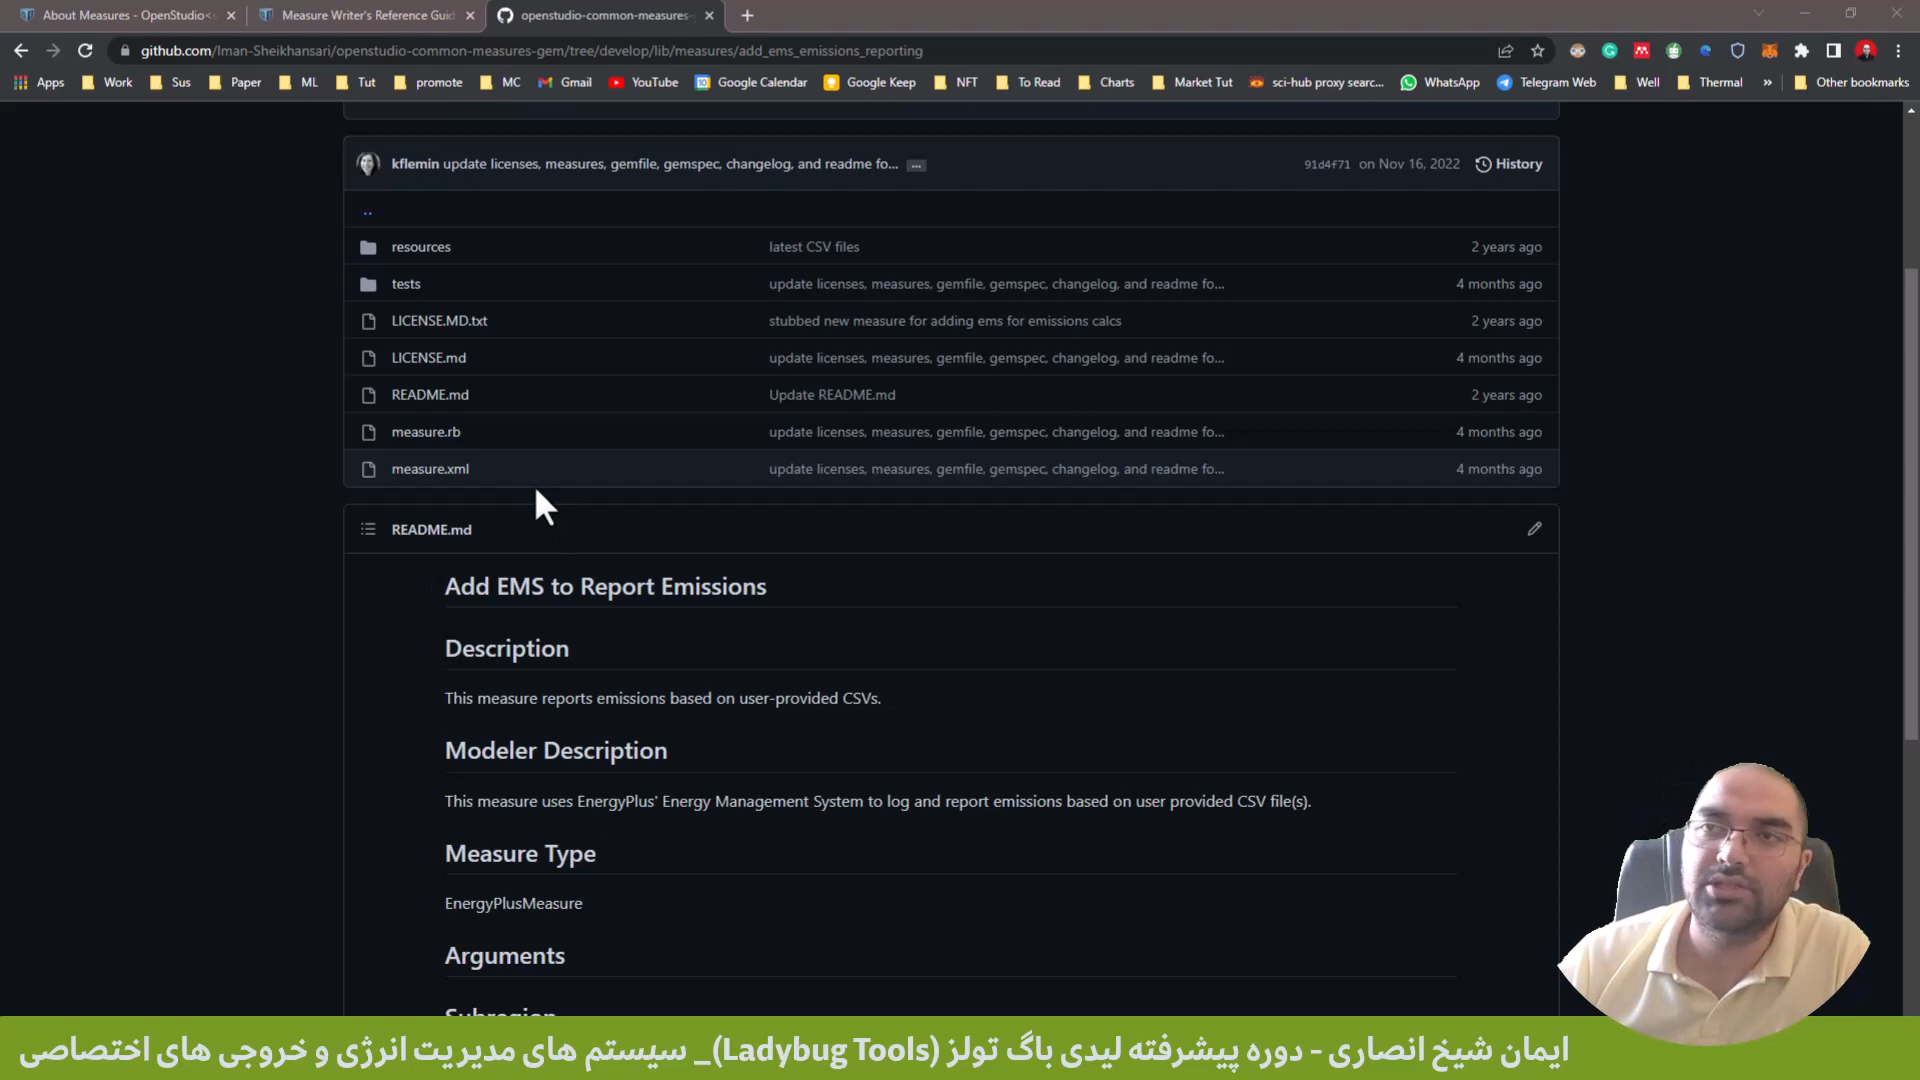 About Measures - OpenStudio
Measure Writer's Reference Guid
openstudio-common-measures-
github.com/Iman-Sheikhansari/openstudio-common-measures-gem/tree/develop/lib/measures/add_ems_emissions_reporting
Apps Work Sus Paper ML Tut promote MC Gmail YouTube Google Calendar Google Keep NFT To Read Charts Market Tut sci-hub proxy searc... WhatsApp Telegram Web Well Thermal » Other bookmarks
kflemin update licenses, measures, gemfile, gemspec, changelog, and readme fo... ... 91d4f71 on Nov 16, 2022 History
..
resources latest CSV files 2 years ago
tests update licenses, measures, gemfile, gemspec, changelog, and readme fo... 4 months ago
LICENSE.MD.txt stubbed new measure for adding ems for emissions calcs 2 years ago
LICENSE.md update licenses, measures, gemfile, gemspec, changelog, and readme fo... 4 months ago
README.md Update README.md 2 years ago
measure.rb update licenses, measures, gemfile, gemspec, changelog, and readme fo... 4 months ago
measure.xml update licenses, measures, gemfile, gemspec, changelog, and readme fo... 4 months ago
README.md
Add EMS to Report Emissions
Description
This measure reports emissions based on user-provided CSVs.
Modeler Description
This measure uses EnergyPlus' Energy Management System to log and report emissions based on user provided CSV file(s).
Measure Type
EnergyPlusMeasure
Arguments
Subregion
ایمان شیخ انصاری - دوره پیشرفته لیدی باگ تولز (Ladybug Tools)_ سیستم های مدیریت انرژی و خروجی های اختصاصی